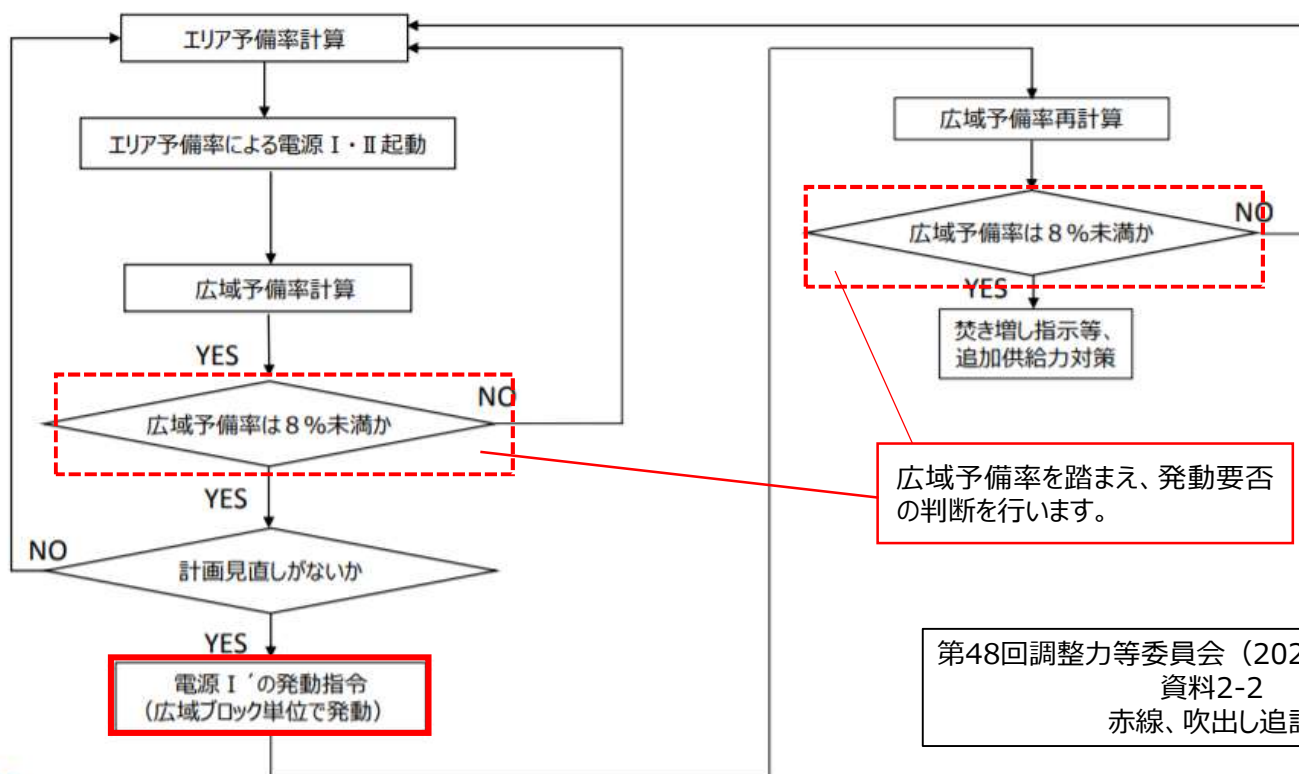 エリア予備率計算
エリア予備率による電源Ⅰ・Ⅱ起動
広域予備率計算
YES
広域予備率は８％未満か
NO
YES
計画見直しがないか
NO
YES
電源Ⅰ´の発動指令
(広域ブロック単位で発動)
広域予備率再計算
広域予備率は８％未満か
NO
YES
焚き増し指示等、
追加供給力対策
広域予備率を踏まえ、発動要否
の判断を行います。
第48回調整力等委員会（202
資料2-2
赤線、吹出し追